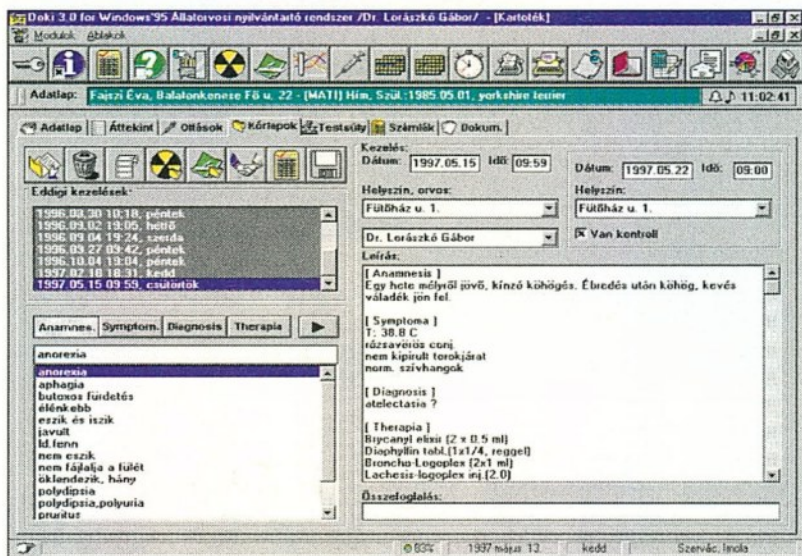 Doki 3.0 for Windows'95 Állatorvosi nyilvántartó rendszer /Dr. Lorászkó Gábor/ - [Kartoték]
Modulok Ablakok
Adatlap: Fajszi Éva, Balatonkenese Fő u. 22 - (MATI) Hím, Szül.:1985.05.01, yorkshire terrier
11:02:41
Adatlap Áttekint Oltások Kórlapok Testsúly Számlák Dokum.
Eddigi kezelések:
1996.08.30 10:18, péntek
1996.09.02 19:05, hétfő
1996.09.04 19:24, szerda
1996.09.27 09:42, péntek
1996.10.04 19:04, péntek
1997.02.18 18:31, kedd
1997.05.15 09:59, csütörtök
Anamnes. Symptom. Diagnosis Therapia
anorexia
anorexia
aphagia
butoxos fürdetés
élénkebb
eszik és iszik
javult
ld.fenn
nem eszik
nem fájlalja a fülét
öklendezik, hány
polydipsia
polydipsia,polyuria
pruritus
Kezelés:
Dátum: 1997.05.15 Idő: 09:59
Helyszín, orvos:
Fűtőház u. 1.
Dr. Lorászkó Gábor
Dátum: 1997.05.22 Idő: 09:00
Helyszín:
Fűtőház u. 1.
Van kontroll
Leírás:
[ Anamnesis ]
Egy hete mélyről jövő, kínzó köhögés. Ébredés után köhög, kevés
váladék jön fel.
[ Symptoma ]
T: 38.8 C
rózsavörös conj.
nem kipirult torokjárat
norm. szívhangok
[ Diagnosis ]
atelectasia ?
[ Therapia ]
Brycanyl elixir (2 x 0.5 ml)
Diaphyllin tabl.(1x1/4, reggel)
Broncho-Logoplex (2x1 ml)
Lachesis-logoplex inj.(2.0)
Összefoglalás:
83% 1997 május 13. kedd Szervác, Imola